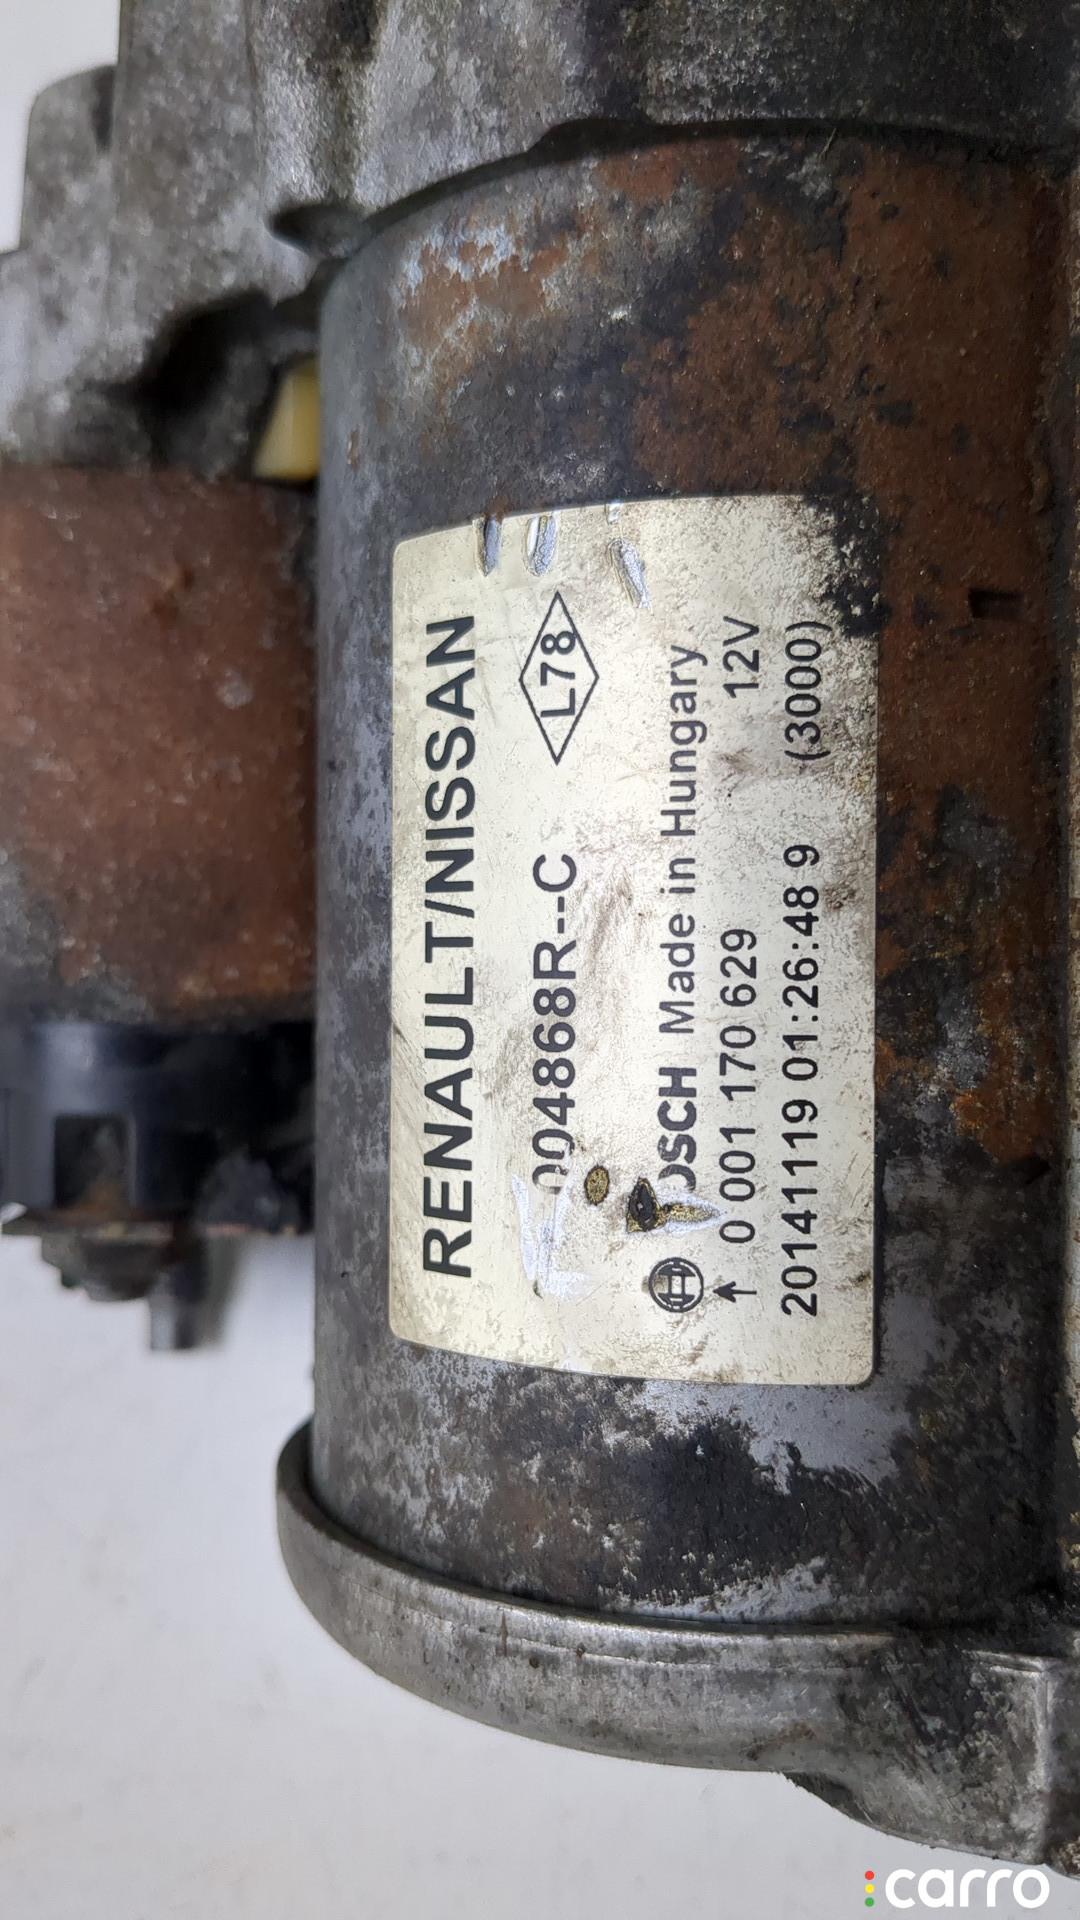 RENAULT/NISSAN
004868R--C L78
OSCH Made in Hungary
0 001 170 629 12V
20141119 01:26:48 9 (3000)
carro